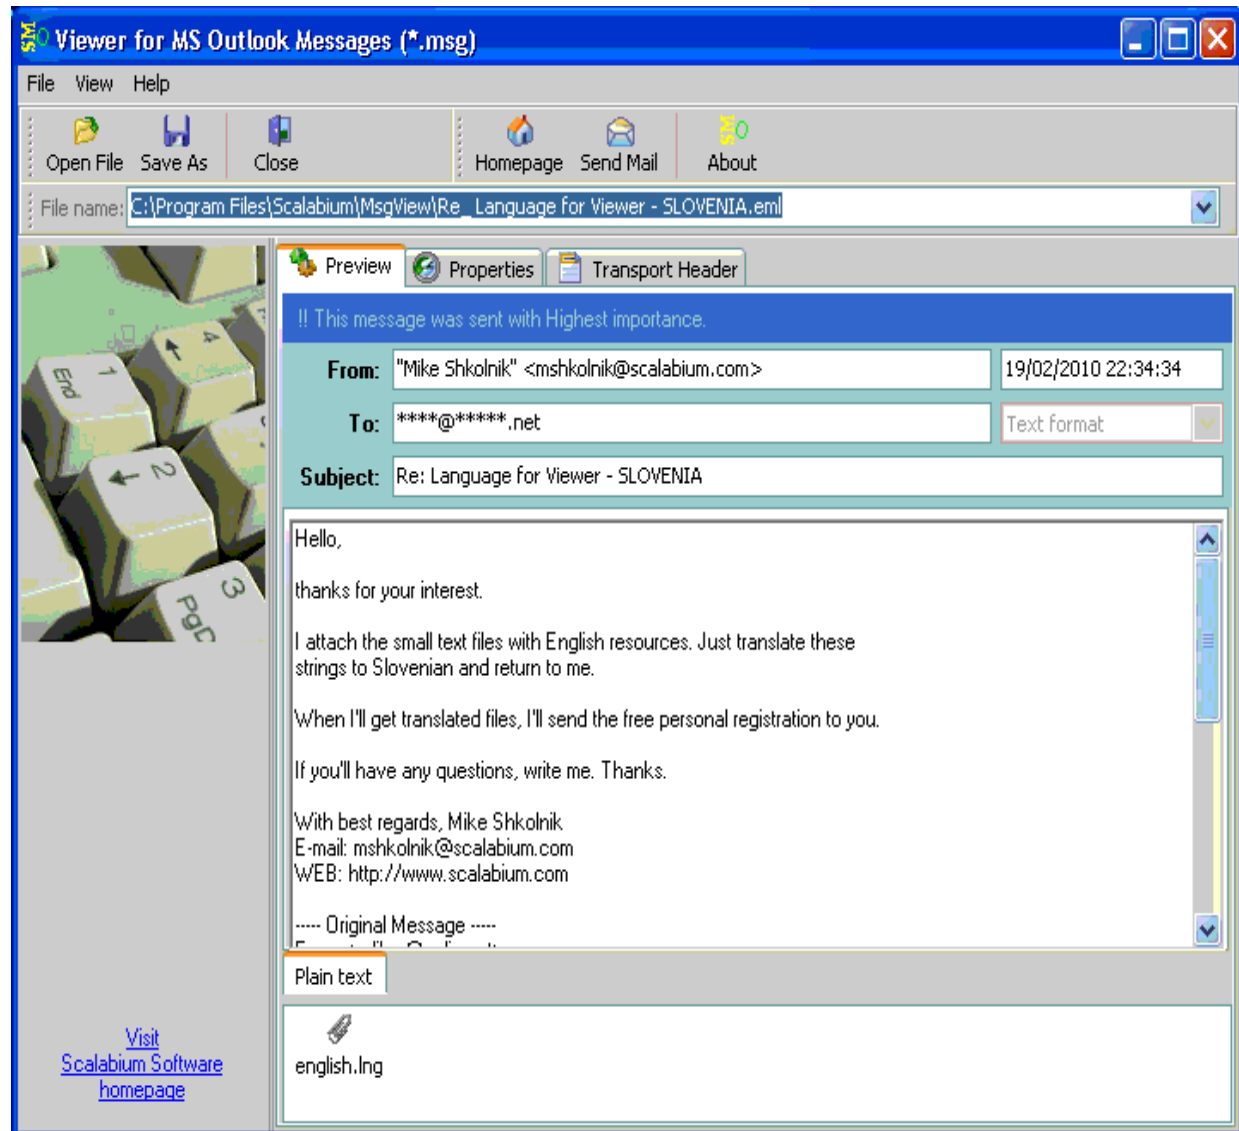 SMO Viewer for MS Outlook Messages (*.msg)
File View Help
Open File Save As Close Homepage Send Mail SMO About
File name: C:\Program Files\Scalabium\MsgView\Re_ Language for Viewer - SLOVENIA.eml
Preview Properties Transport Header
!! This message was sent with Highest importance.
From: "Mike Shkolnik" <mshkolnik@scalabium.com> 19/02/2010 22:34:34
To: ****@*****.net Text format
Subject: Re: Language for Viewer - SLOVENIA
End 1
4
2
3 PgD
Hello,
thanks for your interest.
I attach the small text files with English resources. Just translate these
strings to Slovenian and return to me.
When I'll get translated files, I'll send the free personal registration to you.
If you'll have any questions, write me. Thanks.
With best regards, Mike Shkolnik
E-mail: mshkolnik@scalabium.com
WEB: http://www.scalabium.com
----- Original Message -----
Plain text
english.lng
Visit
Scalabium Software
homepage